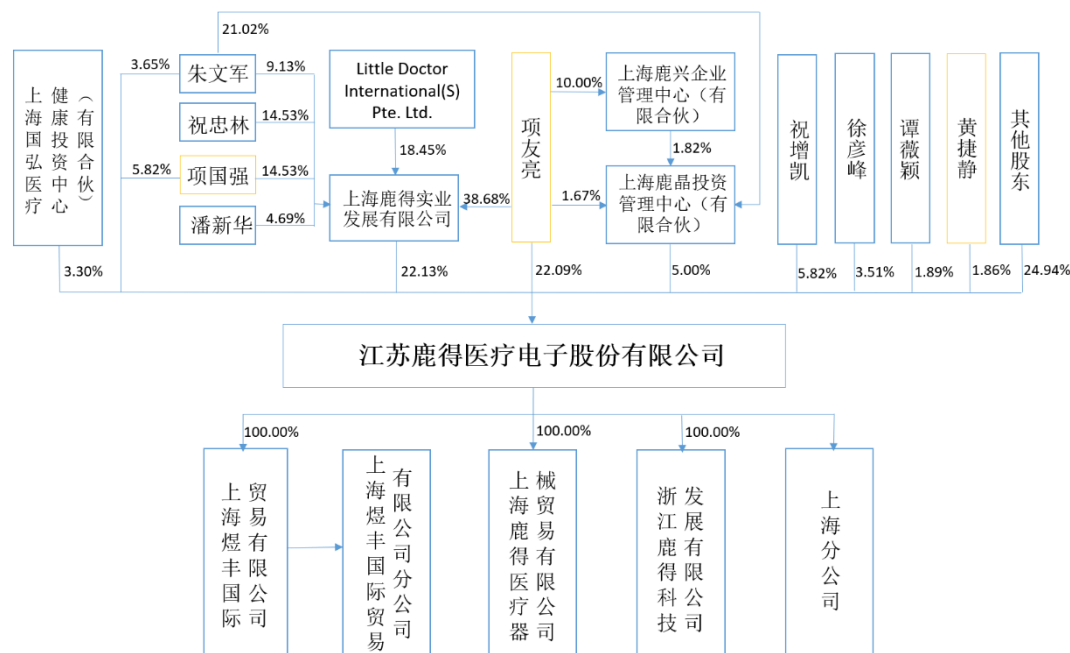 21.02%
上海国弘医疗
健康投资中心
（有限合伙）
3.65%
朱文军
9.13%
祝忠林
14.53%
5.82%
项国强
14.53%
潘新华
4.69%
Little Doctor
International(S)
Pte. Ltd.
18.45%
上海鹿得实业
发展有限公司
38.68%
项友亮
10.00%
上海鹿兴企业
管理中心（有
限合伙）
1.82%
1.67%
上海鹿晶投资
管理中心（有
限合伙）
祝增凯
徐彦峰
谭薇颖
黄捷静
其他股东
3.30%
22.13%
22.09%
5.00%
5.82%
3.51%
1.89%
1.86%
24.94%
江苏鹿得医疗电子股份有限公司
100.00%
100.00%
100.00%
上海煜丰国际
贸易有限公司
上海煜丰国际贸易
有限公司分公司
上海鹿得医疗器
械贸易有限公司
浙江鹿得科技
发展有限公司
上海分公司